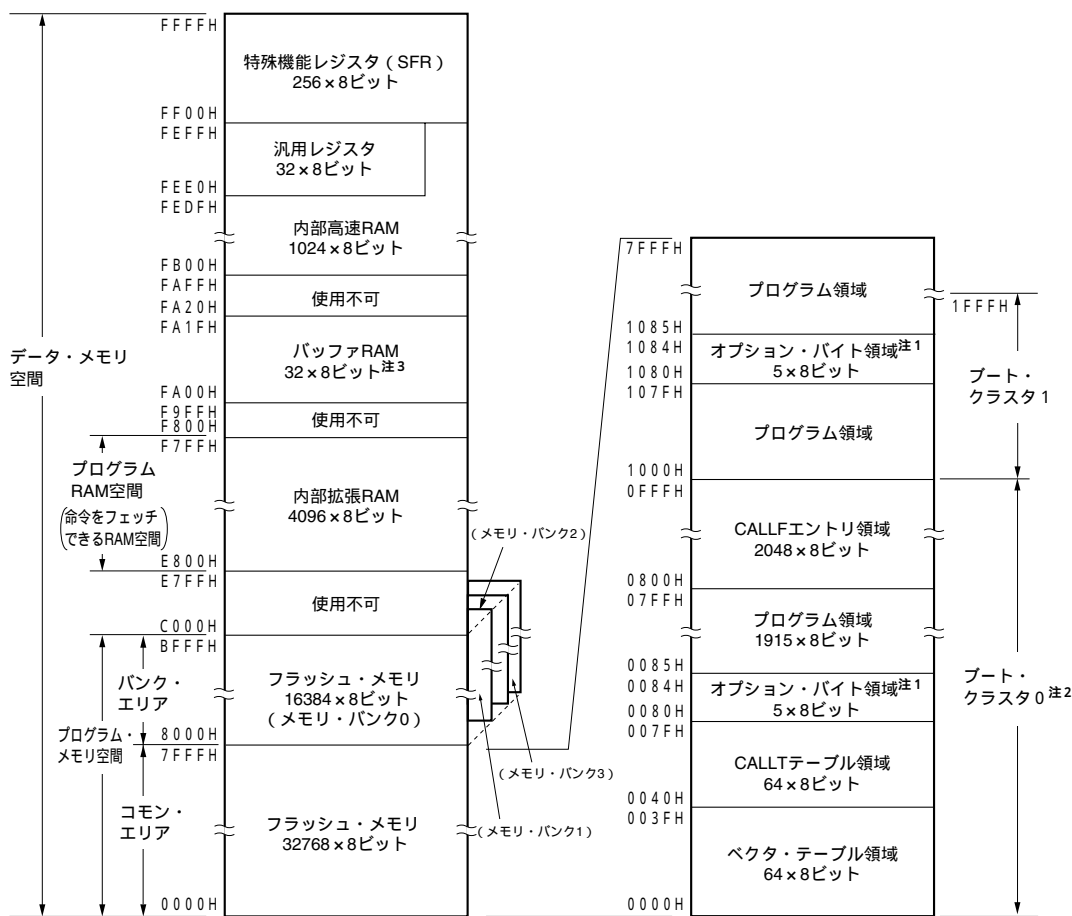 FFFFH
特殊機能レジスタ（SFR）
256×8ビット
FF00H
FEFFH
汎用レジスタ
32×8ビット
FEE0H
FEDFH
内部高速RAM
1024×8ビット
FB00H
FAFFH
使用不可
FA20H
FA1FH
データ・メモリ
空間
バッファRAM
32×8ビット注3
FA00H
F9FFH
使用不可
F800H
F7FFH
プログラム
RAM空間
(命令をフェッチ
できるRAM空間)
内部拡張RAM
4096×8ビット
E800H
E7FFH
使用不可
C000H
BFFFH
バンク・
エリア
フラッシュ・メモリ
16384×8ビット
（メモリ・バンク0）
8000H
7FFFH
プログラム・
メモリ空間
コモン・
エリア
フラッシュ・メモリ
32768×8ビット
0000H
（メモリ・バンク2）
（メモリ・バンク3）
（メモリ・バンク1）
7FFFH
プログラム領域
1FFFH
1085H
1084H
オプション・バイト領域注1
5×8ビット
1080H
107FH
ブート・
クラスタ1
プログラム領域
1000H
0FFFH
CALLFエントリ領域
2048×8ビット
0800H
07FFH
プログラム領域
1915×8ビット
0085H
0084H
オプション・バイト領域注1
5×8ビット
0080H
007FH
ブート・
クラスタ0注2
CALLTテーブル領域
64×8ビット
0040H
003FH
ベクタ・テーブル領域
64×8ビット
0000H